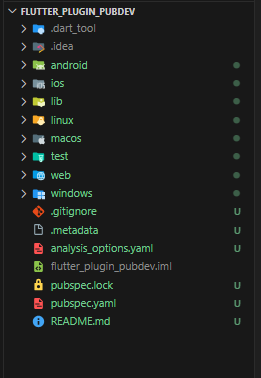 FLUTTER_PLUGIN_PUBDEV
.dart_tool
.idea
android
ios
lib
linux
macos
test
web
windows
.gitignore U
.metadata U
analysis_options.yaml U
flutter_plugin_pubdev.iml
pubspec.lock U
pubspec.yaml U
README.md U